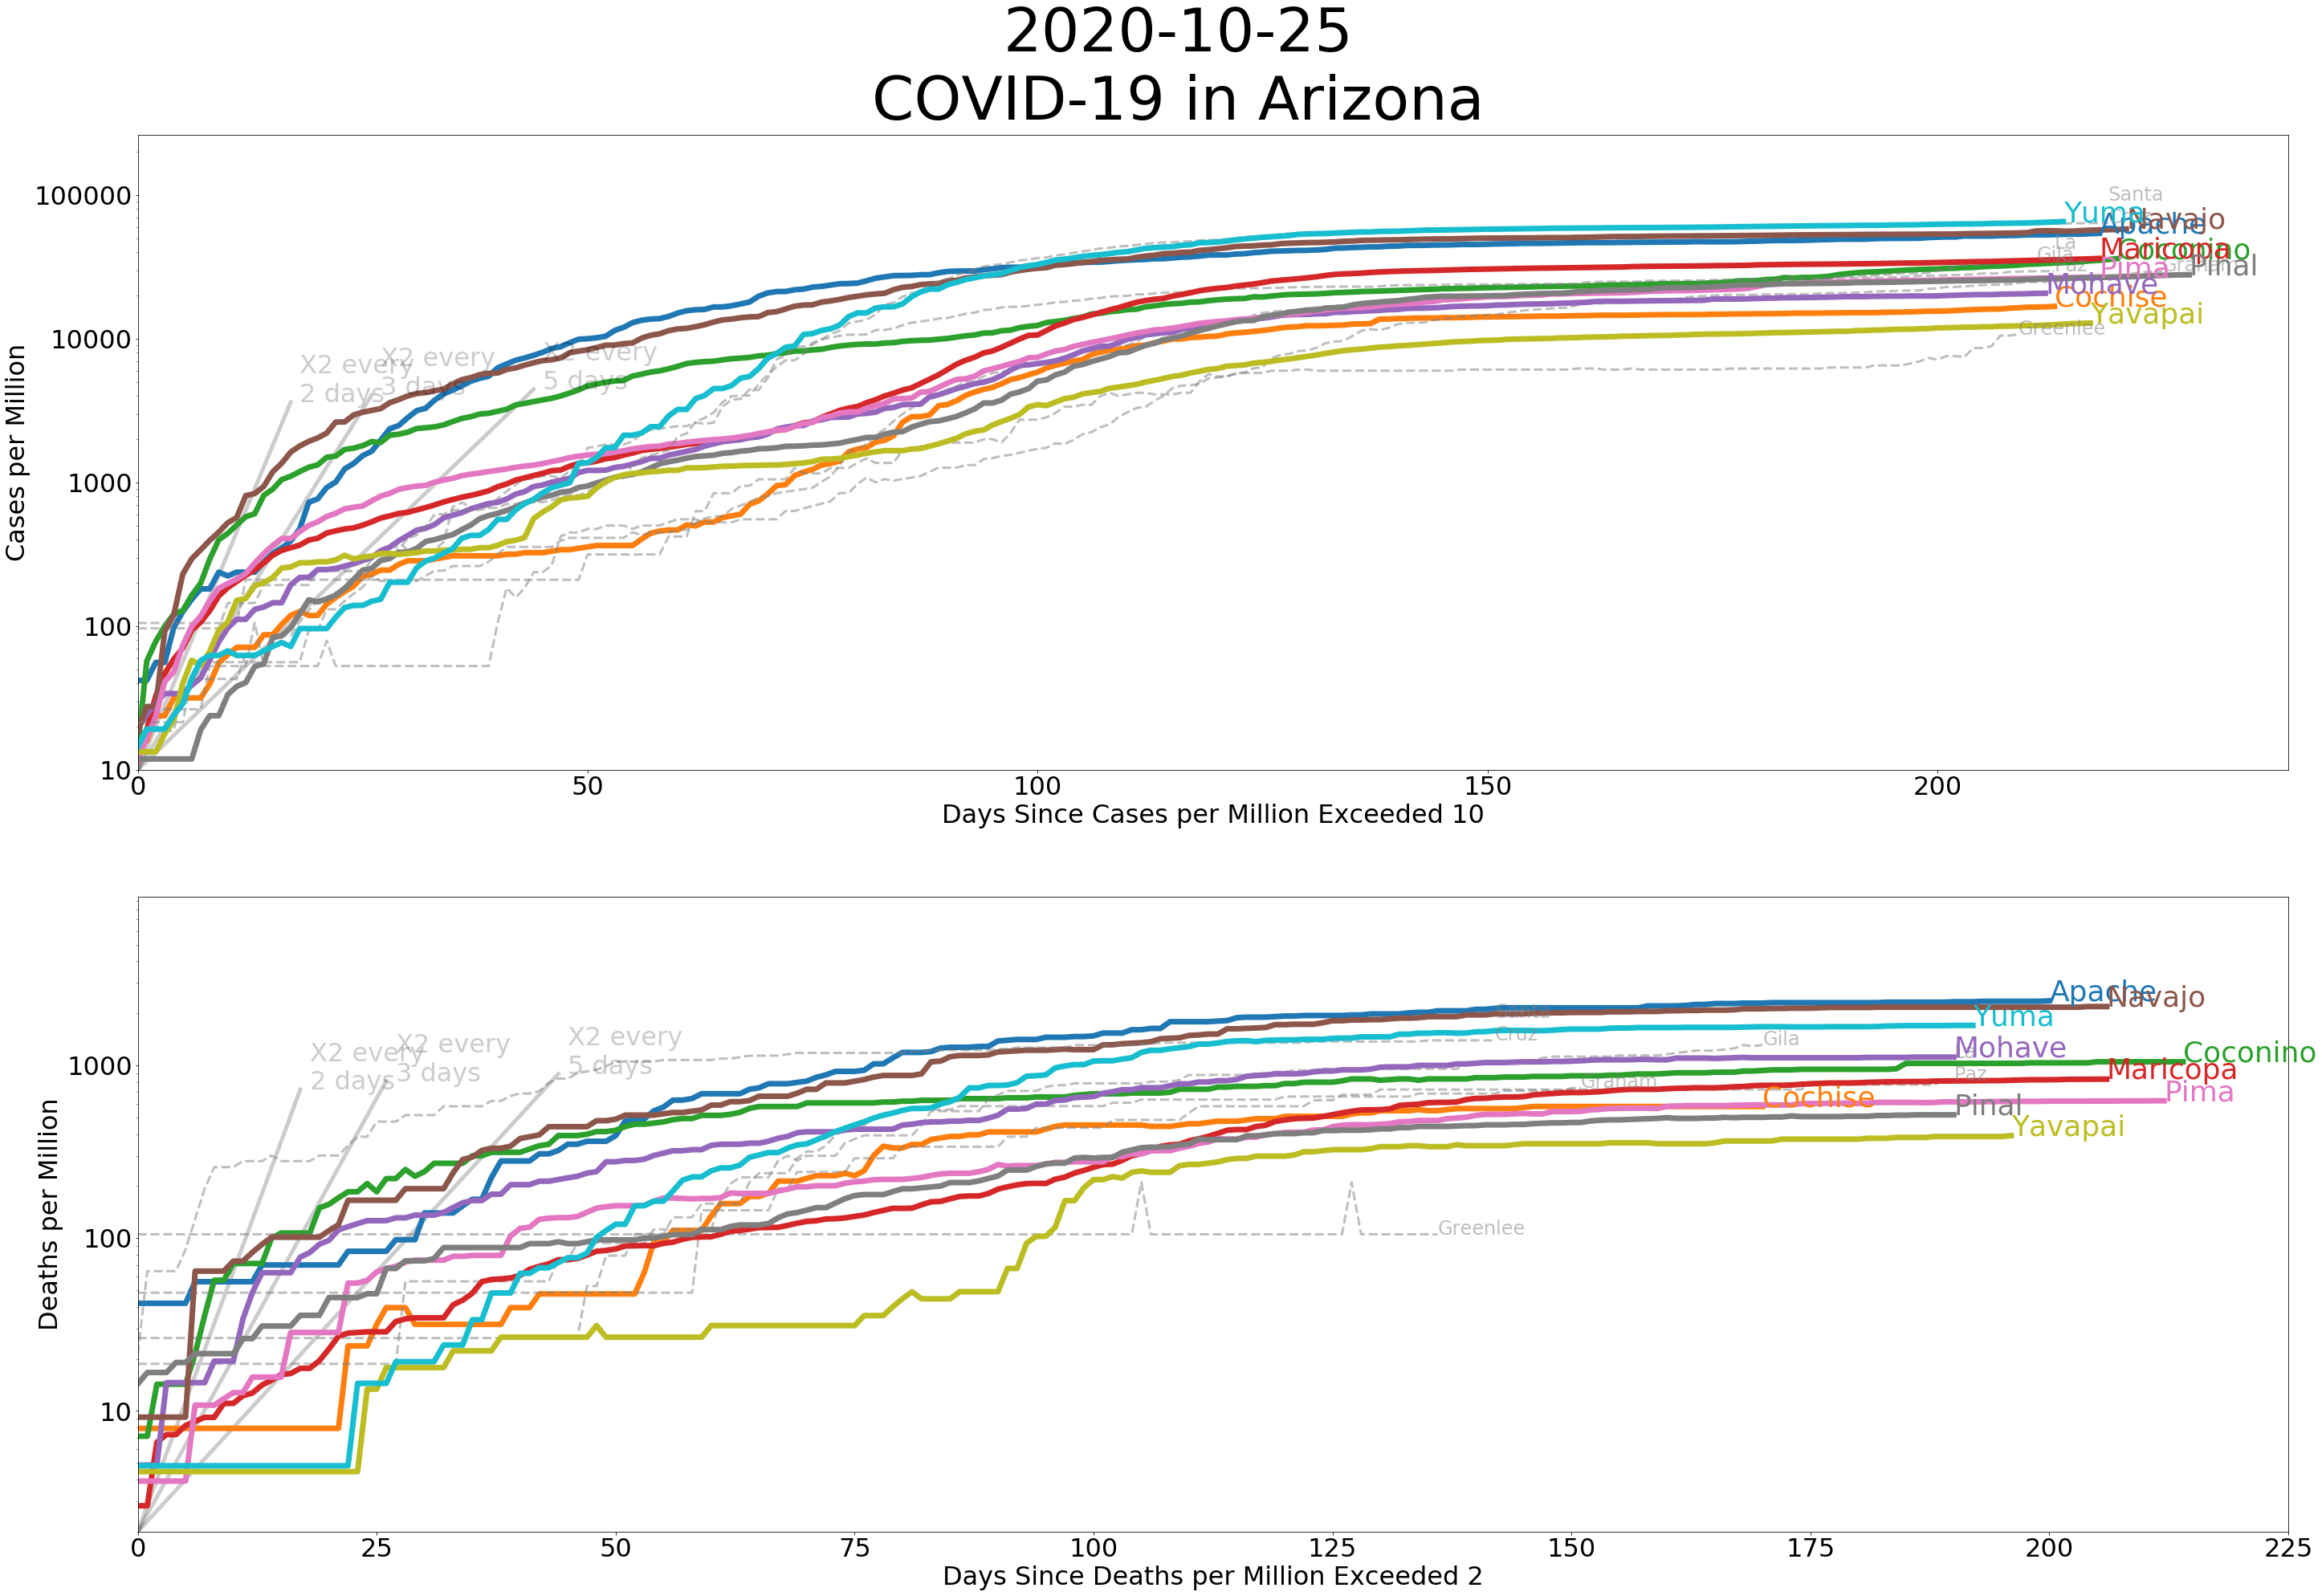 2020-10-25
COVID-19 in Arizona
Cases per Million
100000
10000
1000
100
10
X2 every
2 days
X2 every
3 days
X2 every
5 days
Santa
Yuma
Navajo
Apache
La
Gila
Paz
Maricopa
Coconino
Graham
Pima
Pinal
Mohave
Cochise
Yavapai
Greenlee
0
50
100
150
200
Days Since Cases per Million Exceeded 10
Deaths per Million
1000
100
10
X2 every
2 days
X2 every
3 days
X2 every
5 days
Apache
Navajo
Santa
Cruz
Yuma
Gila
Mohave
La
Paz
Coconino
Maricopa
Graham
Pima
Cochise
Pinal
Yavapai
Greenlee
0
25
50
75
100
125
150
175
200
225
Days Since Deaths per Million Exceeded 2